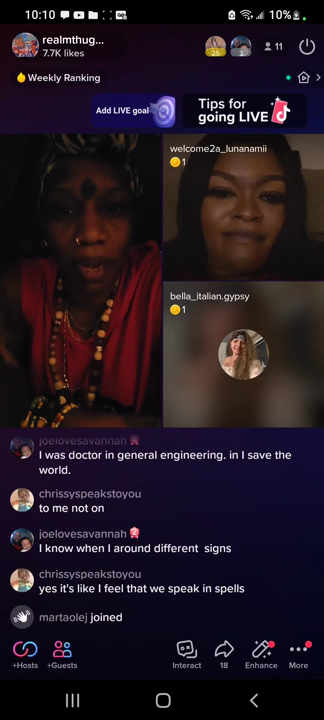 10:10
10%
realmthug...
7.7K likes
25
11
Weekly Ranking
Add LIVE goal
Tips for
going LIVE
welcome2a_lunanamii
1
bella_italian.gypsy
1
joelovesavannah
I was doctor in general engineering. in I save the
world.
chrissyspeakstoyou
to me not on
joelovesavannah
I know when I around different signs
chrissyspeakstoyou
yes it's like I feel that we speak in spells
martaolej joined
+Hosts
+Guests
Interact
18
Enhance
More